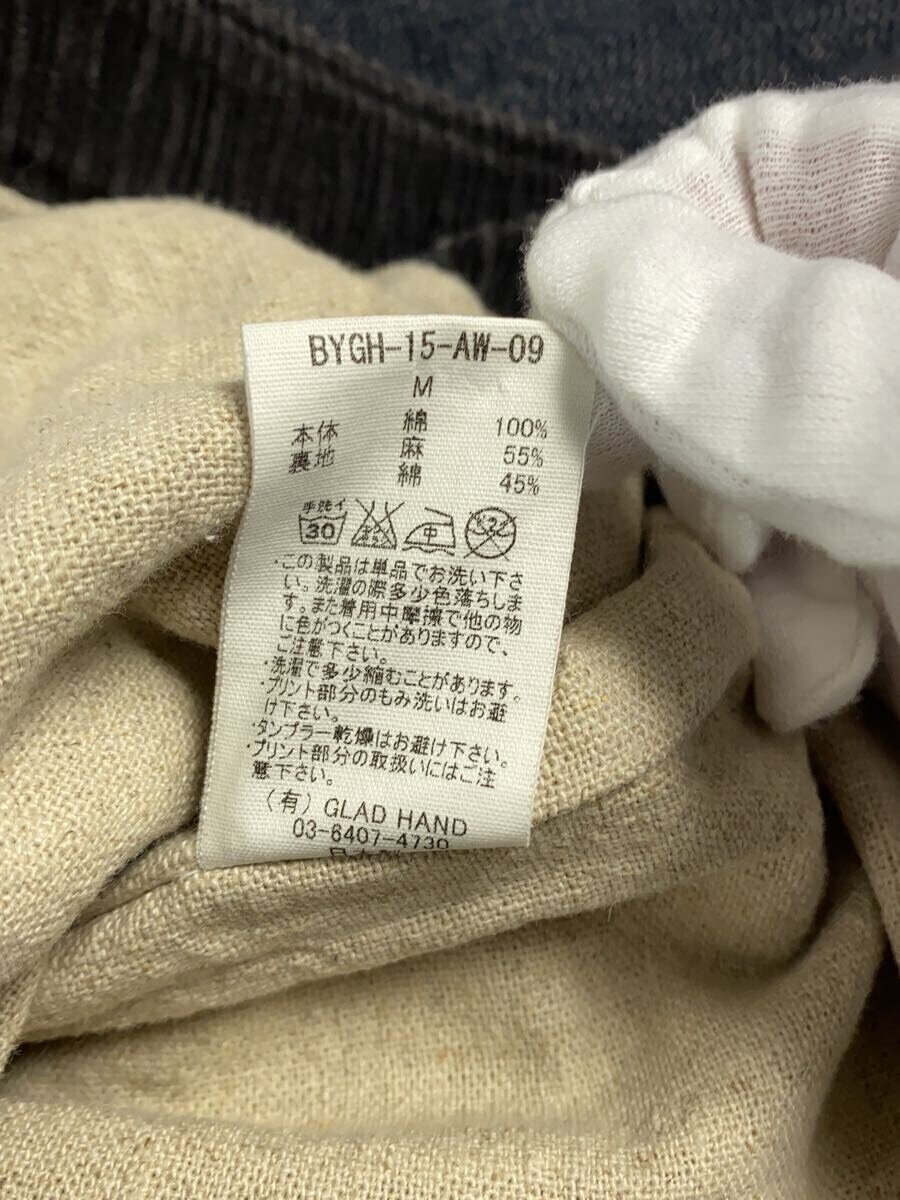 BYGH-15-AW-09
M
本体 綿 100%
裏地 麻 55%
綿 45%
手洗イ
30
中
・この製品は単品でお洗い下さ
い。洗濯の際多少色落ちしま
す。また着用中摩擦で他の物
に色がつくことがありますので、
ご注意下さい。
・洗濯で多少縮むことがあります。
・プリント部分のもみ洗いはお避
け下さい。
・タンブラー乾燥はお避け下さい。
・プリント部分の取扱いにはご注
意下さい。
(有) GLAD HAND
03-6407-4730